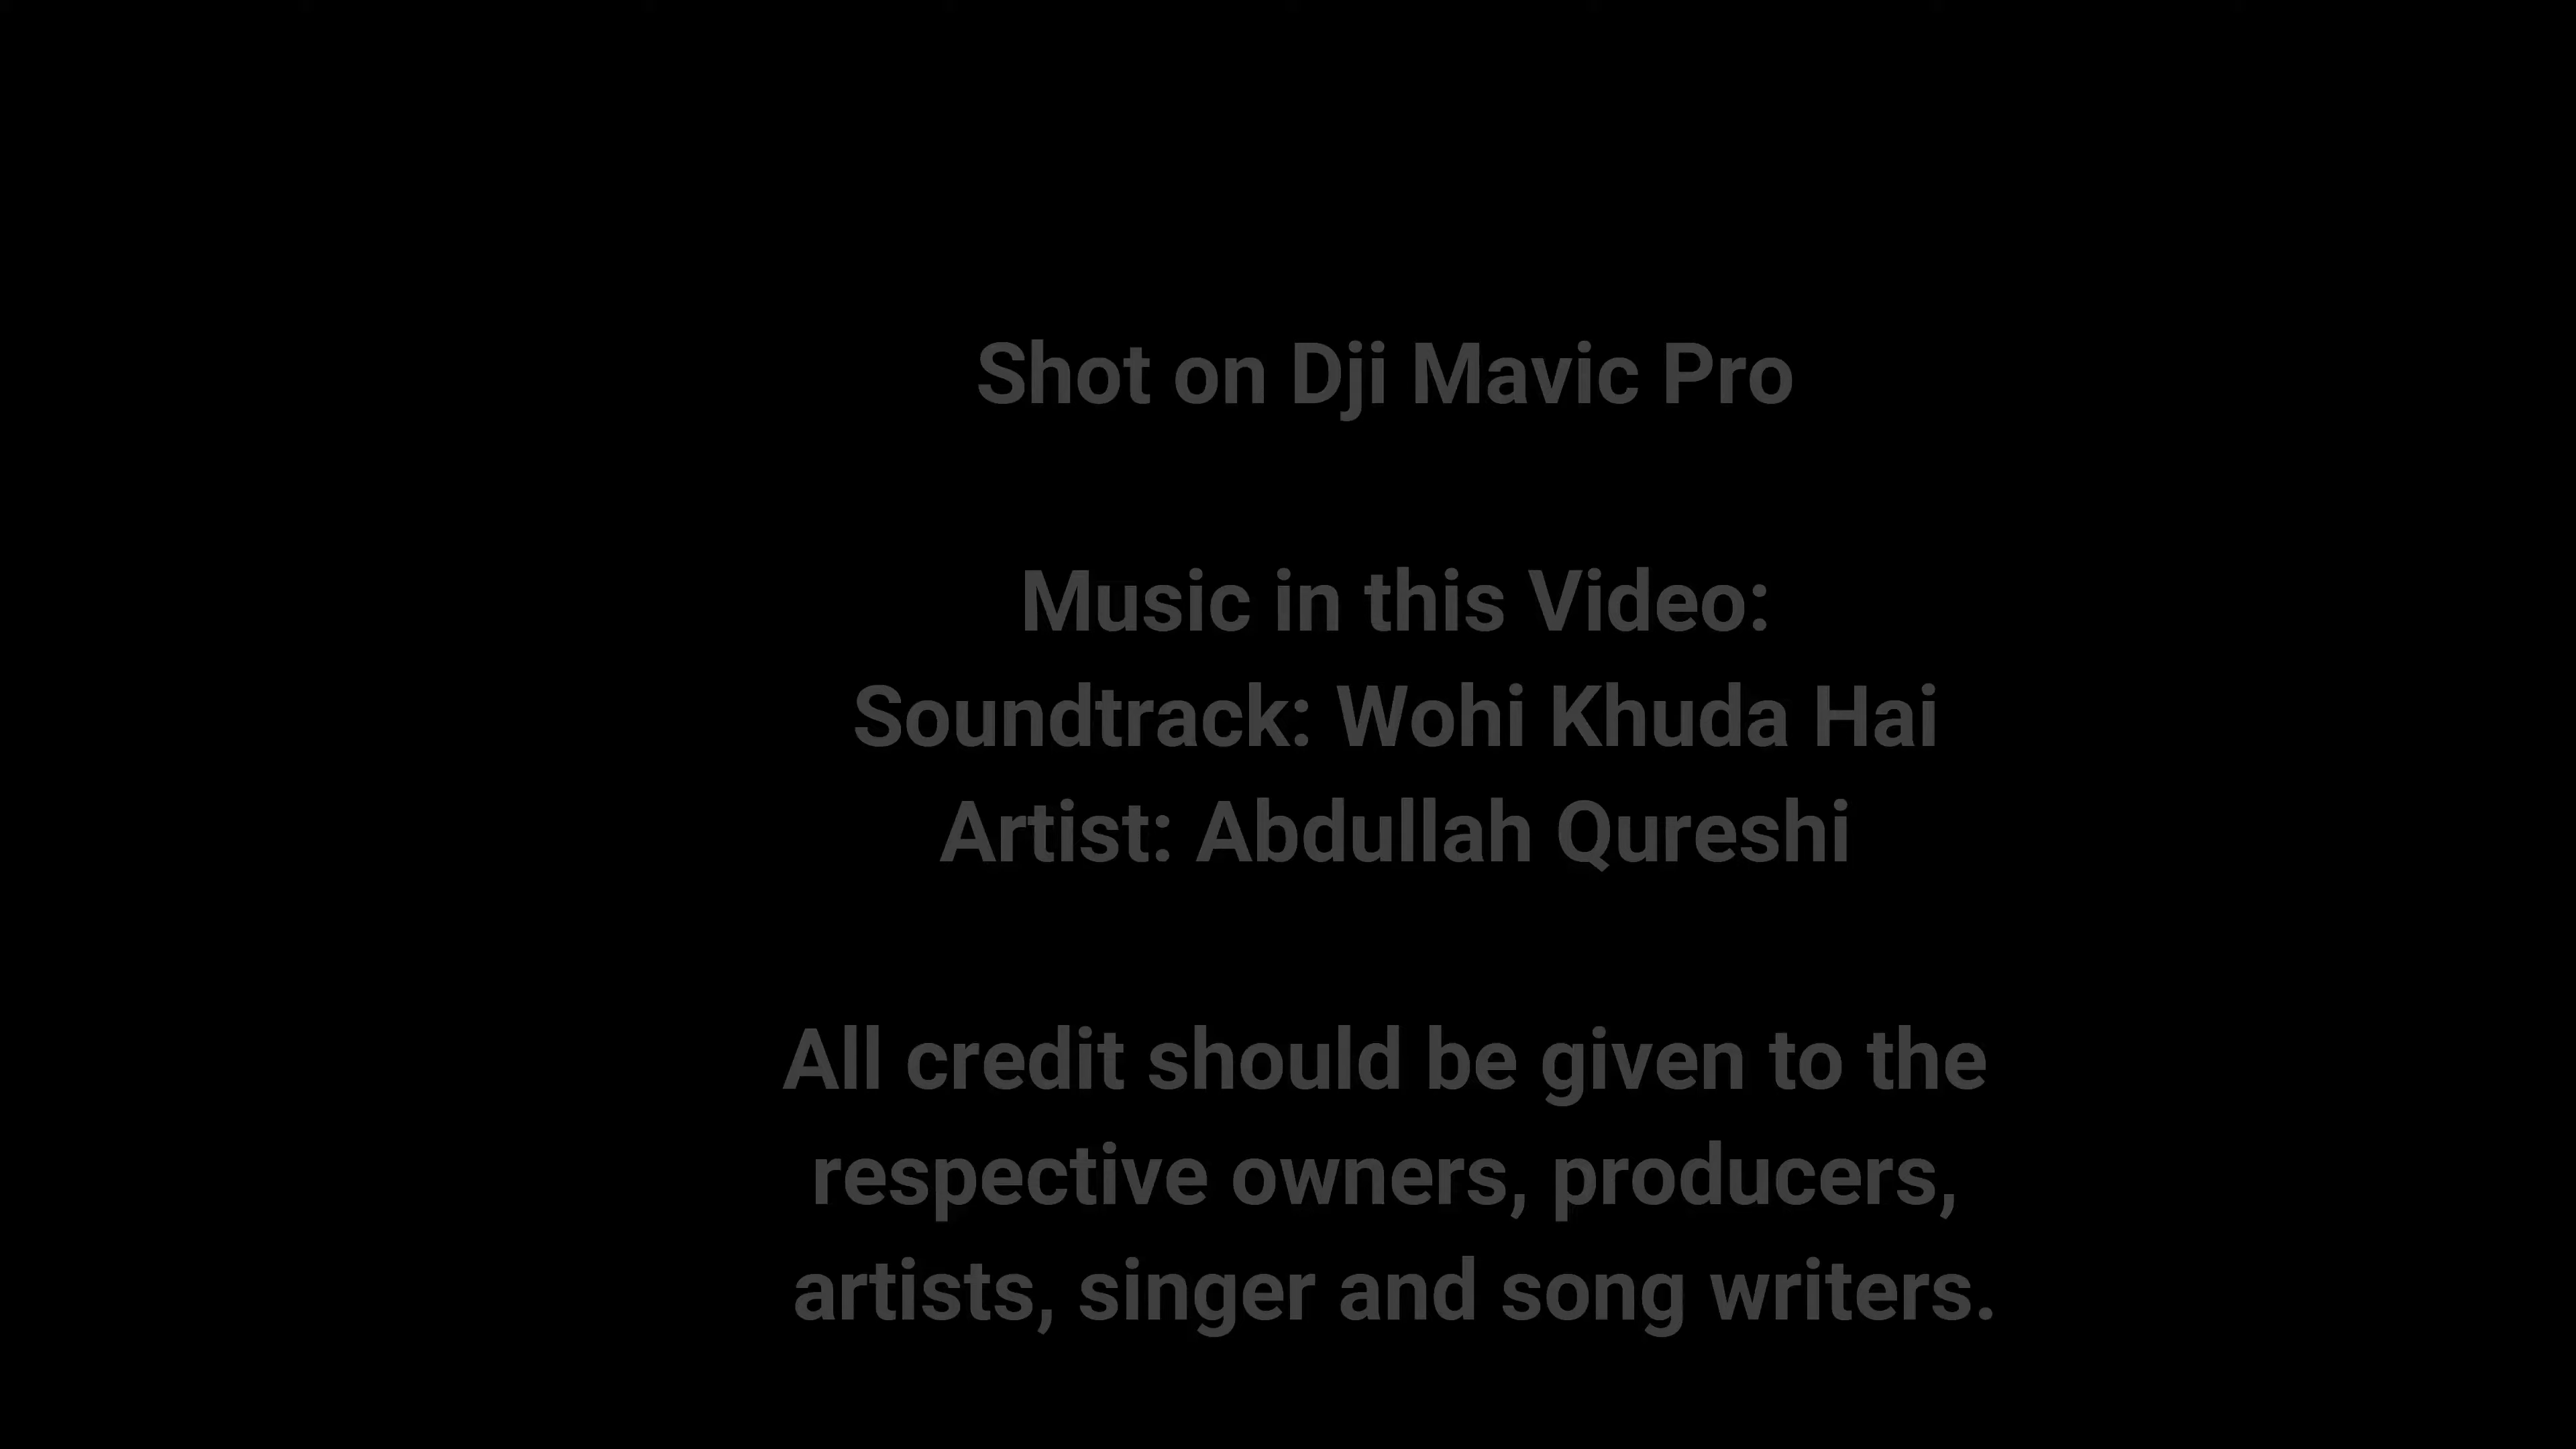 Shot on Dji Mavic Pro
Music in this Video:
Soundtrack: Wohi Khuda Hai
Artist: Abdullah Qureshi
All credit should be given to the
respective owners, producers,
artists, singer and song writers.